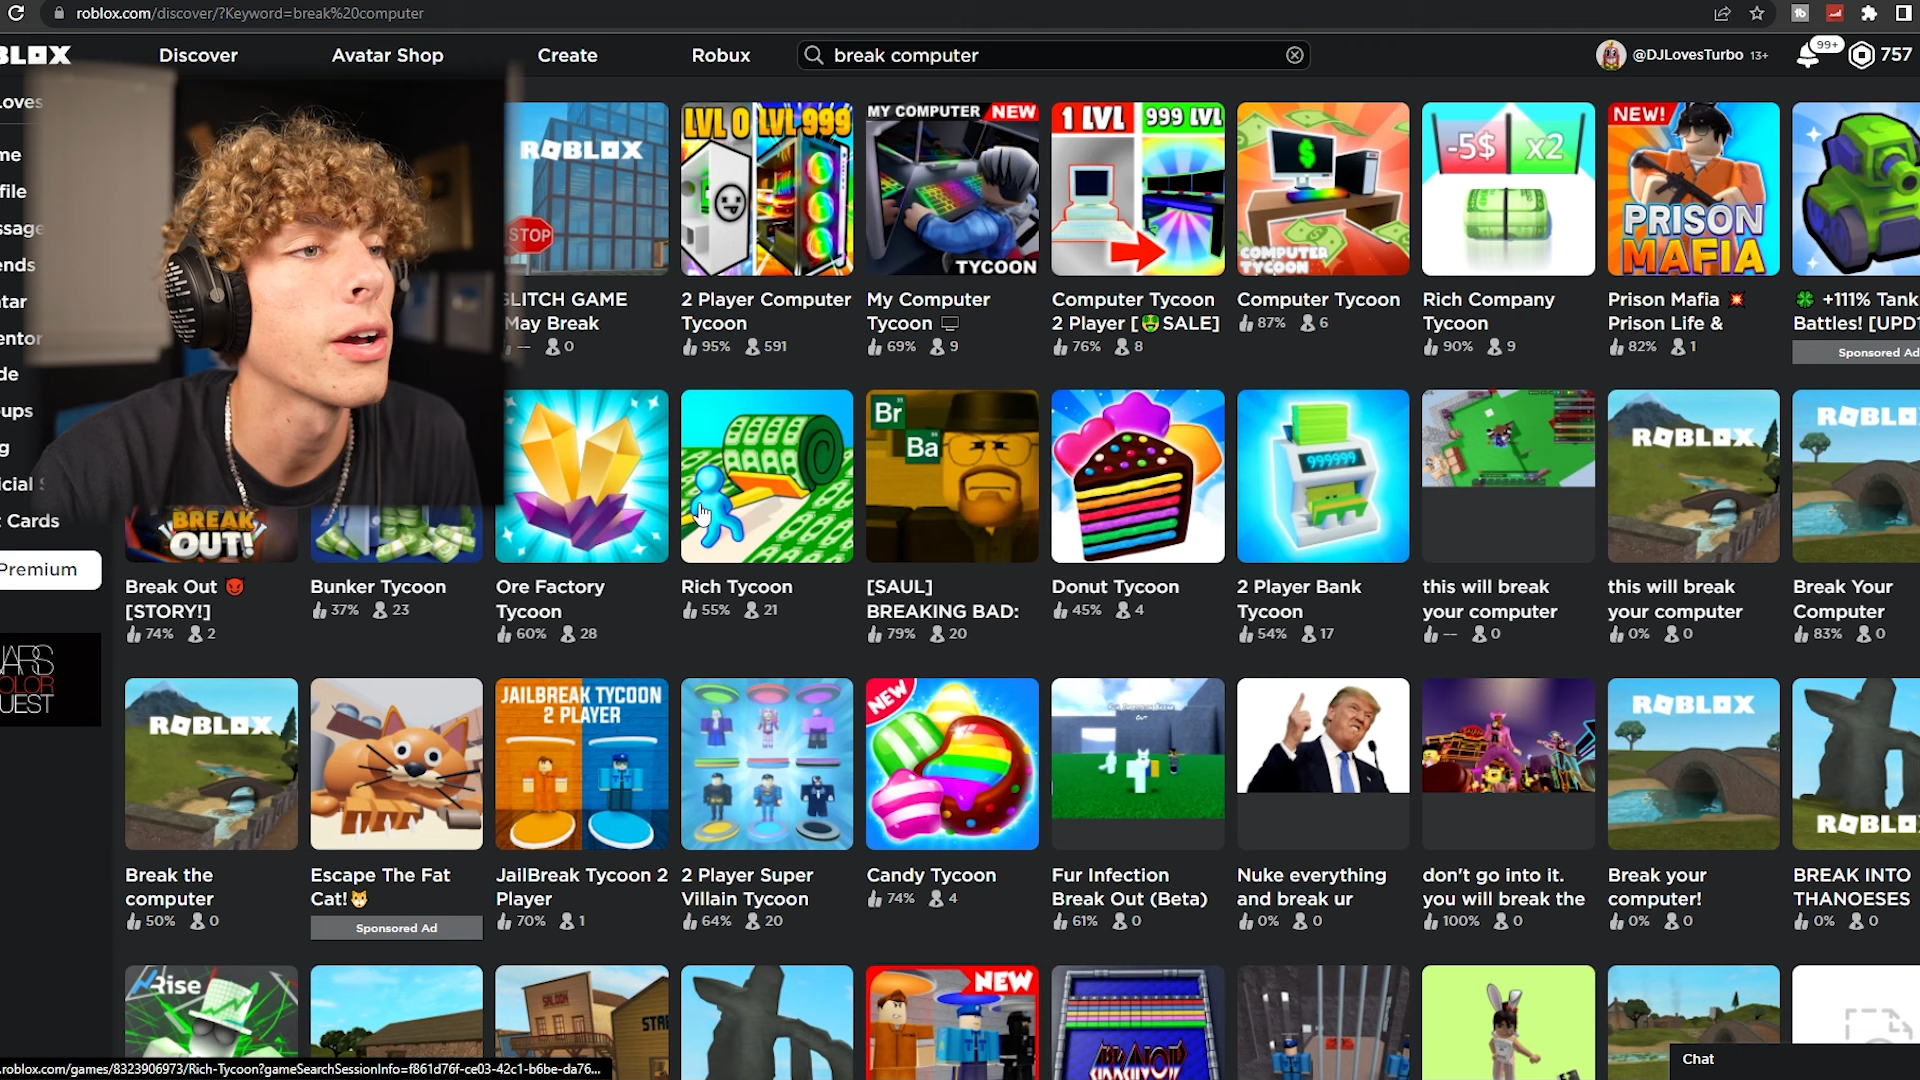 roblox.com/discover/?Keyword=break%20computer
BLOX
Discover
Avatar Shop
Create
Robux
break computer
@DJLovesTurbo 13+
99+
757
Loves
me
file
ssage
ends
tar
entor
de
oups
g
icial S
t Cards
Premium
ROBLOX
STOP
LVL 0 LVL 999
MY COMPUTER NEW
TYCOON
1 LVL 999 LVL
COMPUTER
TYCOON
-5$ x2
NEW!
PRISON
MAFIA
GLITCH GAME
May Break
-- 0
2 Player Computer
Tycoon
95% 591
My Computer
Tycoon
69% 9
Computer Tycoon
2 Player [🤑SALE]
76% 8
Computer Tycoon
87% 6
Rich Company
Tycoon
90% 9
Prison Mafia 💥
Prison Life &
82% 1
🍀 +111% Tank
Battles! [UPD
Sponsored Ad
BREAK
OUT!
Br
Ba
999999
ROBLOX
ROBLO
Break Out 😈
[STORY!]
74% 2
Bunker Tycoon
37% 23
Ore Factory
Tycoon
60% 28
Rich Tycoon
55% 21
[SAUL]
BREAKING BAD:
79% 20
Donut Tycoon
45% 4
2 Player Bank
Tycoon
54% 17
this will break
your computer
-- 0
this will break
your computer
0% 0
Break Your
Computer
83% 0
ROBLOX
JAILBREAK TYCOON
2 PLAYER
NEW
ROBLOX
ROBLO
Break the
computer
50% 0
Escape The Fat
Cat!🐱
Sponsored Ad
JailBreak Tycoon 2
Player
70% 1
2 Player Super
Villain Tycoon
64% 20
Candy Tycoon
74% 4
Fur Infection
Break Out (Beta)
61% 0
Nuke everything
and break ur
0% 0
don't go into it.
you will break the
100% 0
Break your
computer!
0% 0
BREAK INTO
THANOESES
0% 0
Rise
SALOON
NEW
Chat
.roblox.com/games/8323906973/Rich-Tycoon?gameSearchSessionInfo=f861d76f-ce03-42c1-b6be-da76...